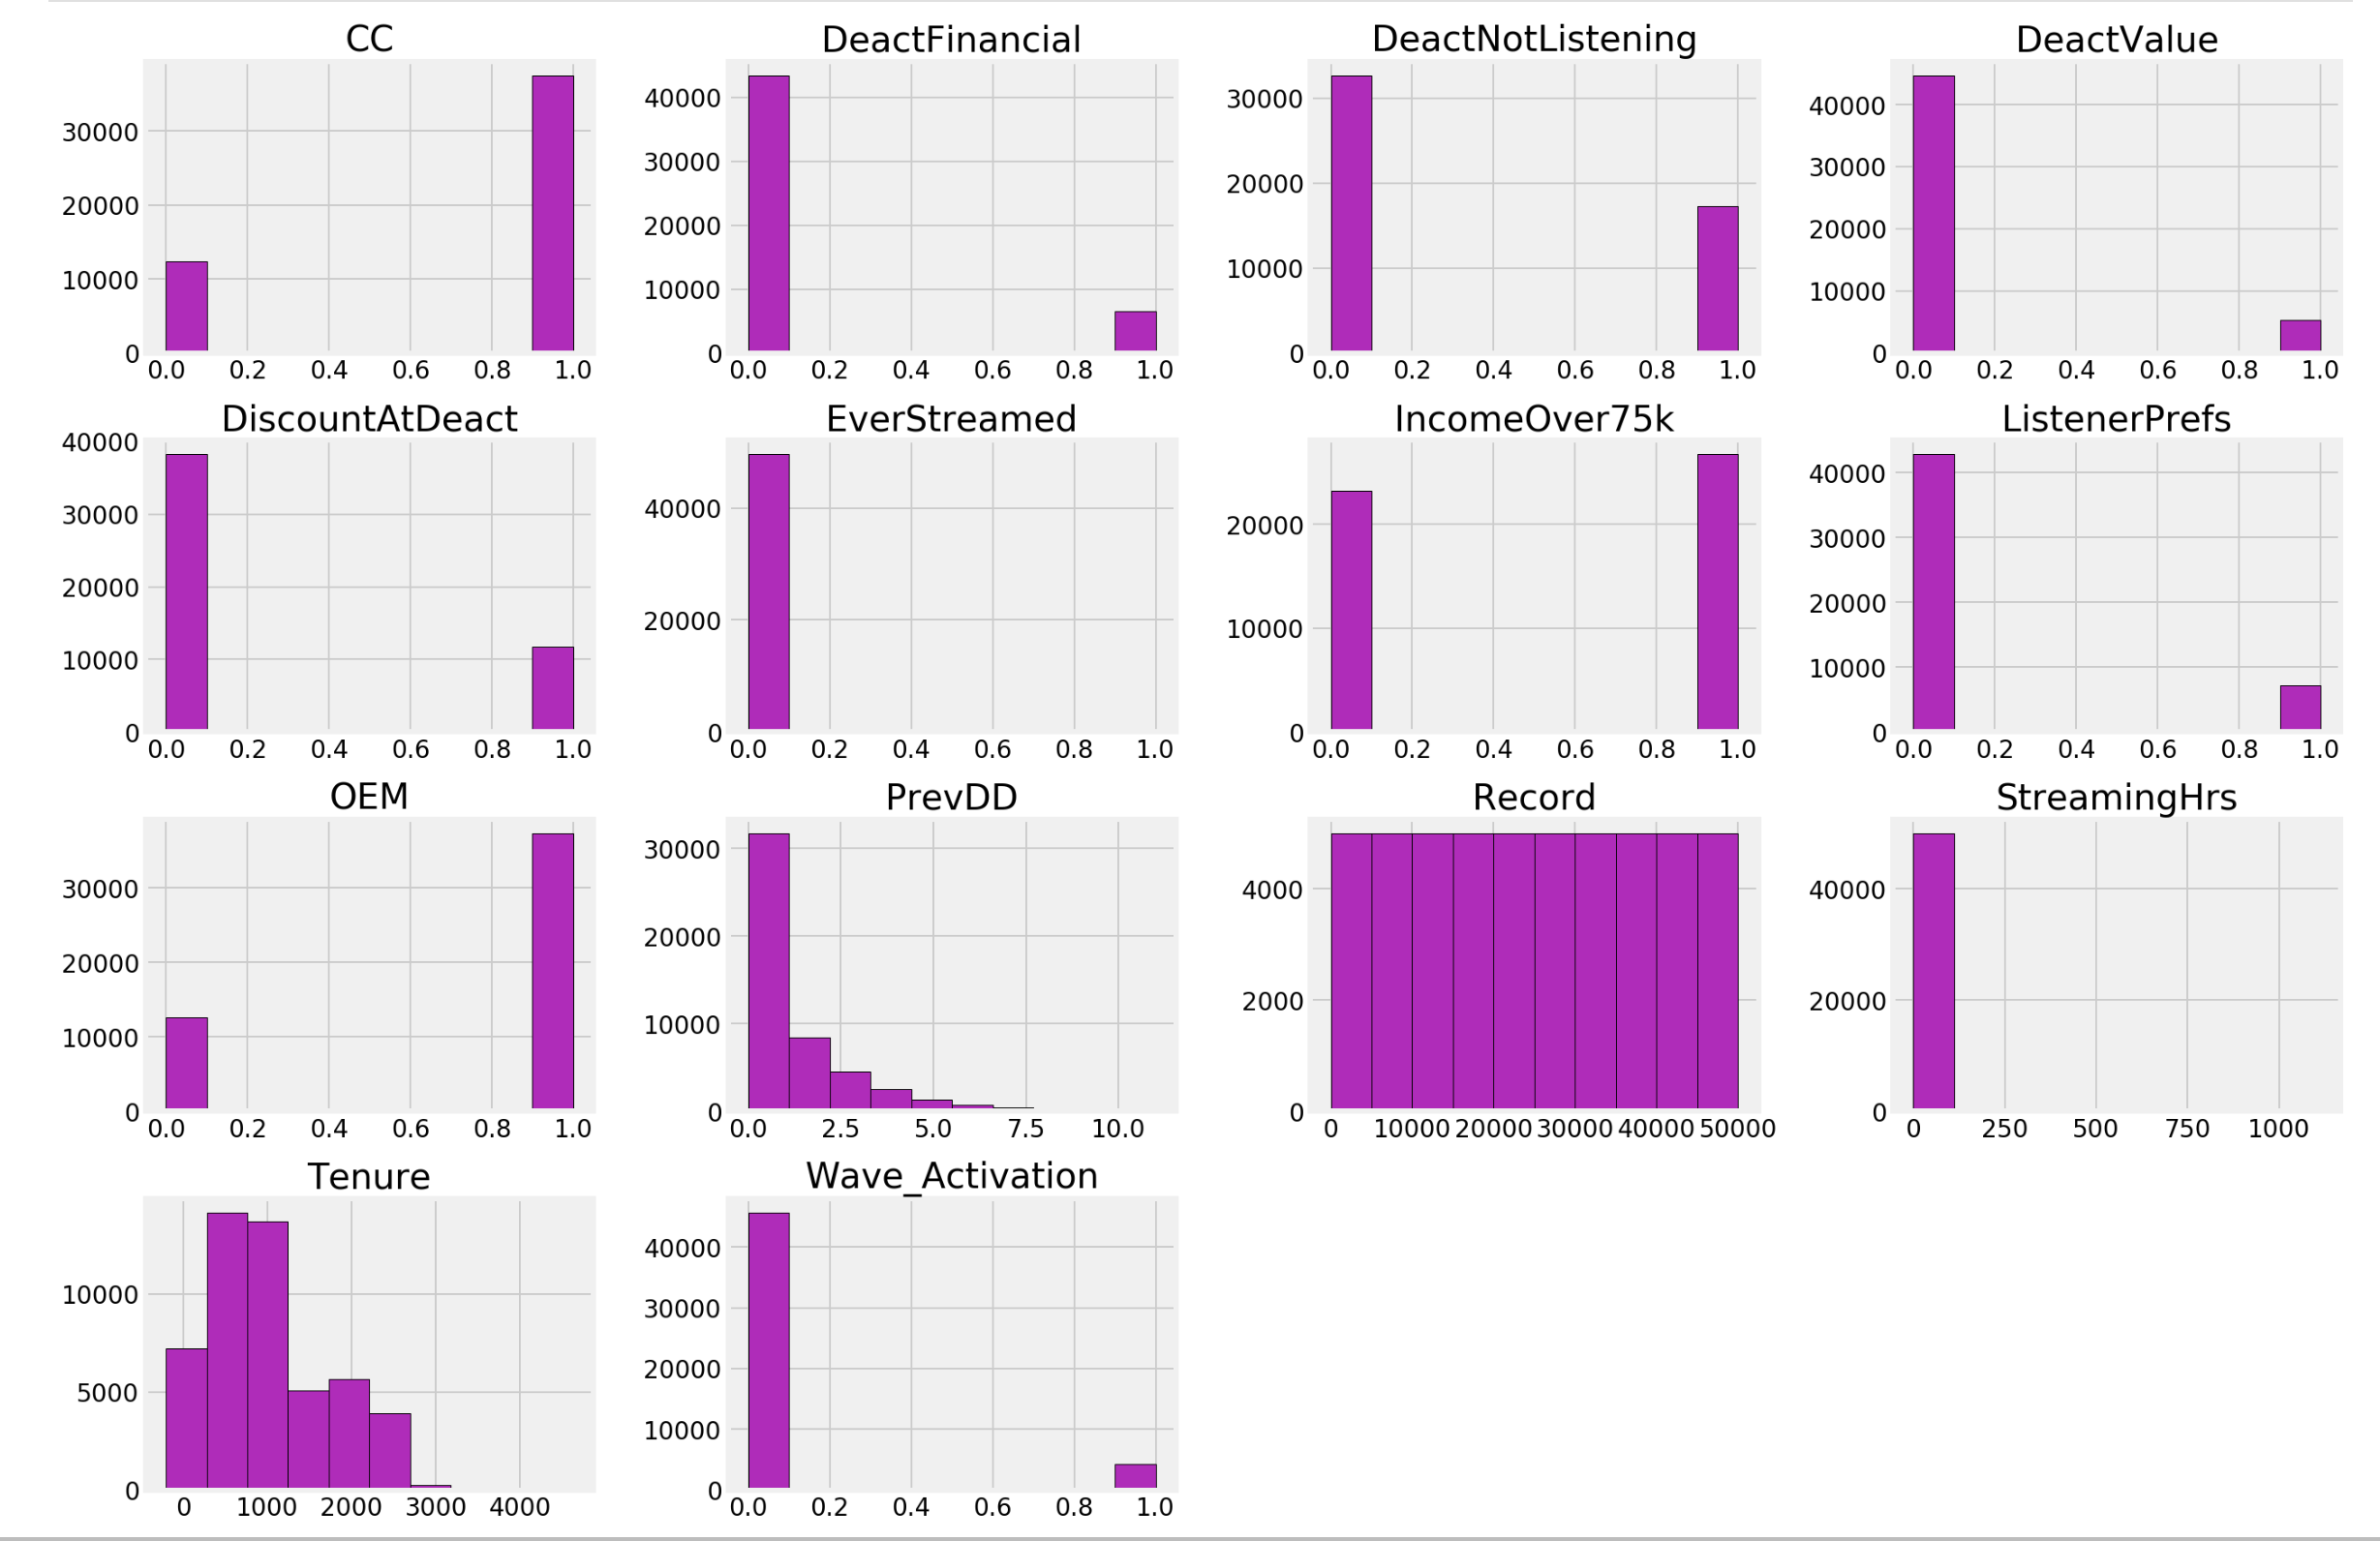 CC
30000
20000
10000
0
0.0 0.2 0.4 0.6 0.8 1.0
DeactFinancial
40000
30000
20000
10000
0
0.0 0.2 0.4 0.6 0.8 1.0
DeactNotListening
30000
20000
10000
0
0.0 0.2 0.4 0.6 0.8 1.0
DeactValue
40000
30000
20000
10000
0
0.0 0.2 0.4 0.6 0.8 1.0
DiscountAtDeact
40000
30000
20000
10000
0
0.0 0.2 0.4 0.6 0.8 1.0
EverStreamed
40000
20000
0
0.0 0.2 0.4 0.6 0.8 1.0
IncomeOver75k
20000
10000
0
0.0 0.2 0.4 0.6 0.8 1.0
ListenerPrefs
40000
30000
20000
10000
0
0.0 0.2 0.4 0.6 0.8 1.0
OEM
30000
20000
10000
0
0.0 0.2 0.4 0.6 0.8 1.0
PrevDD
30000
20000
10000
0
0.0 2.5 5.0 7.5 10.0
Record
4000
2000
0
0 10000 20000 30000 40000 50000
StreamingHrs
40000
20000
0
0 250 500 750 1000
Tenure
10000
5000
0
0 1000 2000 3000 4000
Wave_Activation
40000
30000
20000
10000
0
0.0 0.2 0.4 0.6 0.8 1.0